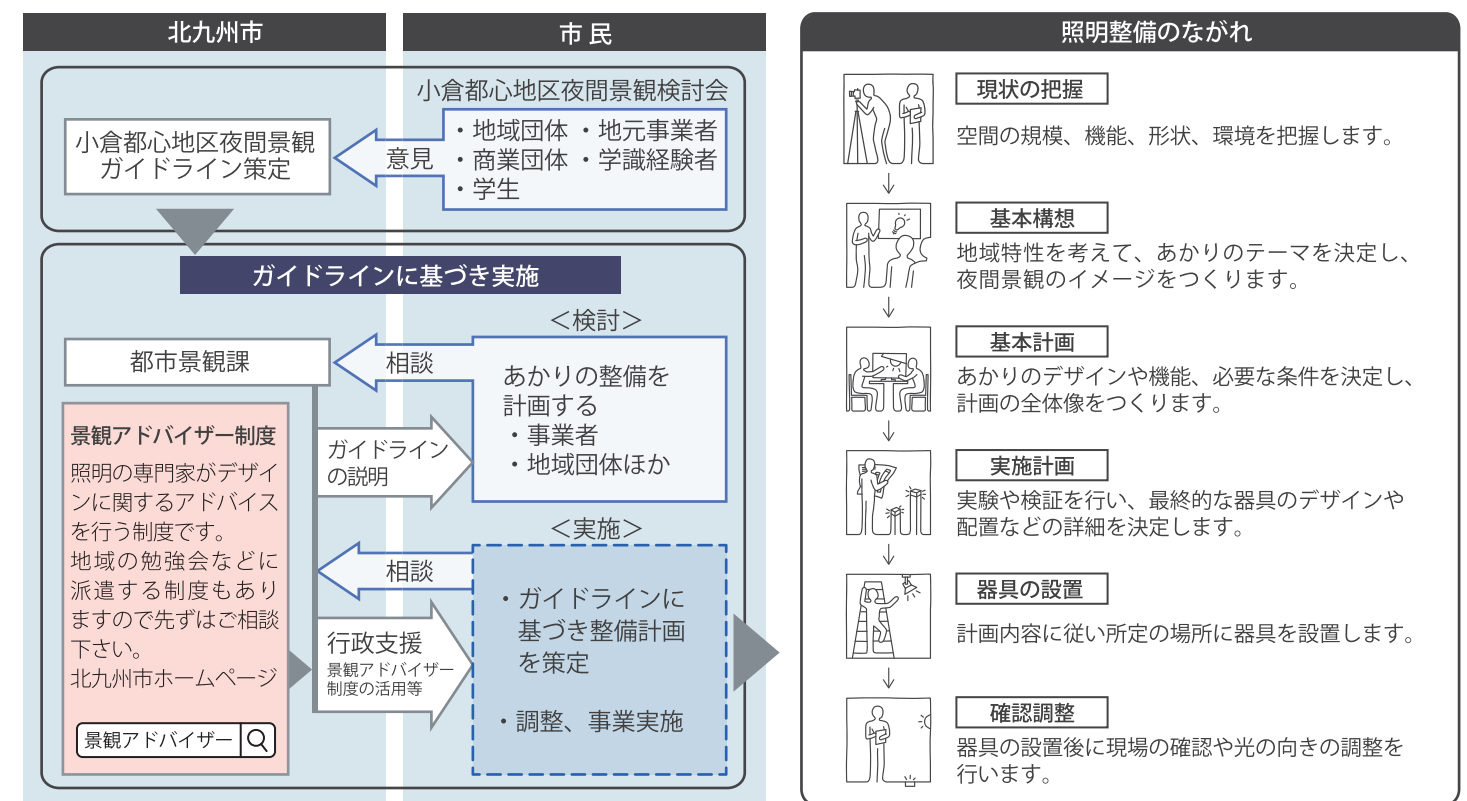 北九州市
市民
小倉都心地区夜間景観検討会
・地域団体 ・地元事業者
・商業団体 ・学識経験者
・学生
意見
小倉都心地区夜間景観
ガイドライン策定
ガイドラインに基づき実施
＜検討＞
都市景観課
相談
あかりの整備を
計画する
・事業者
・地域団体ほか
ガイドライン
の説明
景観アドバイザー制度
照明の専門家がデザイ
ンに関するアドバイス
を行う制度です。
地域の勉強会などに
派遣する制度もあり
ますので先ずはご相談
下さい。
北九州市ホームページ
景観アドバイザー
＜実施＞
相談
行政支援
景観アドバイザー
制度の活用等
・ガイドラインに
基づき整備計画
を策定
・調整、事業実施
照明整備のながれ
現状の把握
空間の規模、機能、形状、環境を把握します。
基本構想
地域特性を考えて、あかりのテーマを決定し、
夜間景観のイメージをつくります。
基本計画
あかりのデザインや機能、必要な条件を決定し、
計画の全体像をつくります。
実施計画
実験や検証を行い、最終的な器具のデザインや
配置などの詳細を決定します。
器具の設置
計画内容に従い所定の場所に器具を設置します。
確認調整
器具の設置後に現場の確認や光の向きの調整を
行います。